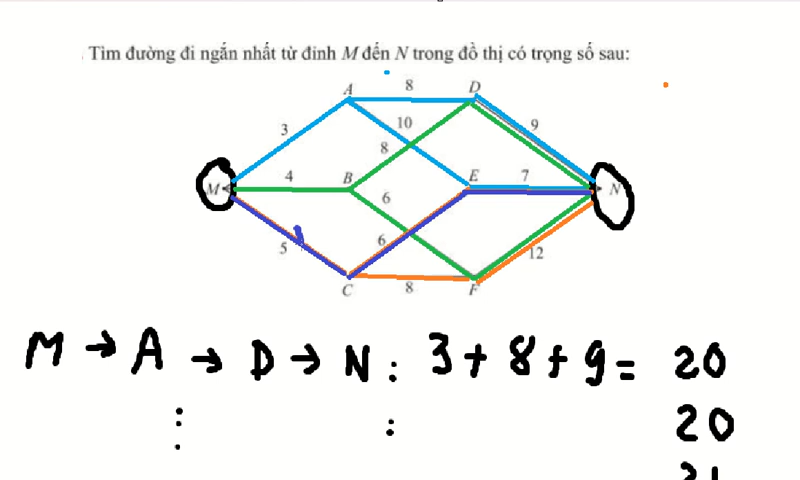 Tìm đường đi ngắn nhất từ đỉnh M đến N trong đồ thị có trọng số sau:
A 8 D
3 10 9
8
M 4 B E 7 N
6
5 6 12
C 8 F
M → A → D → N : 3 + 8 + 9 = 20
⋮ : 20